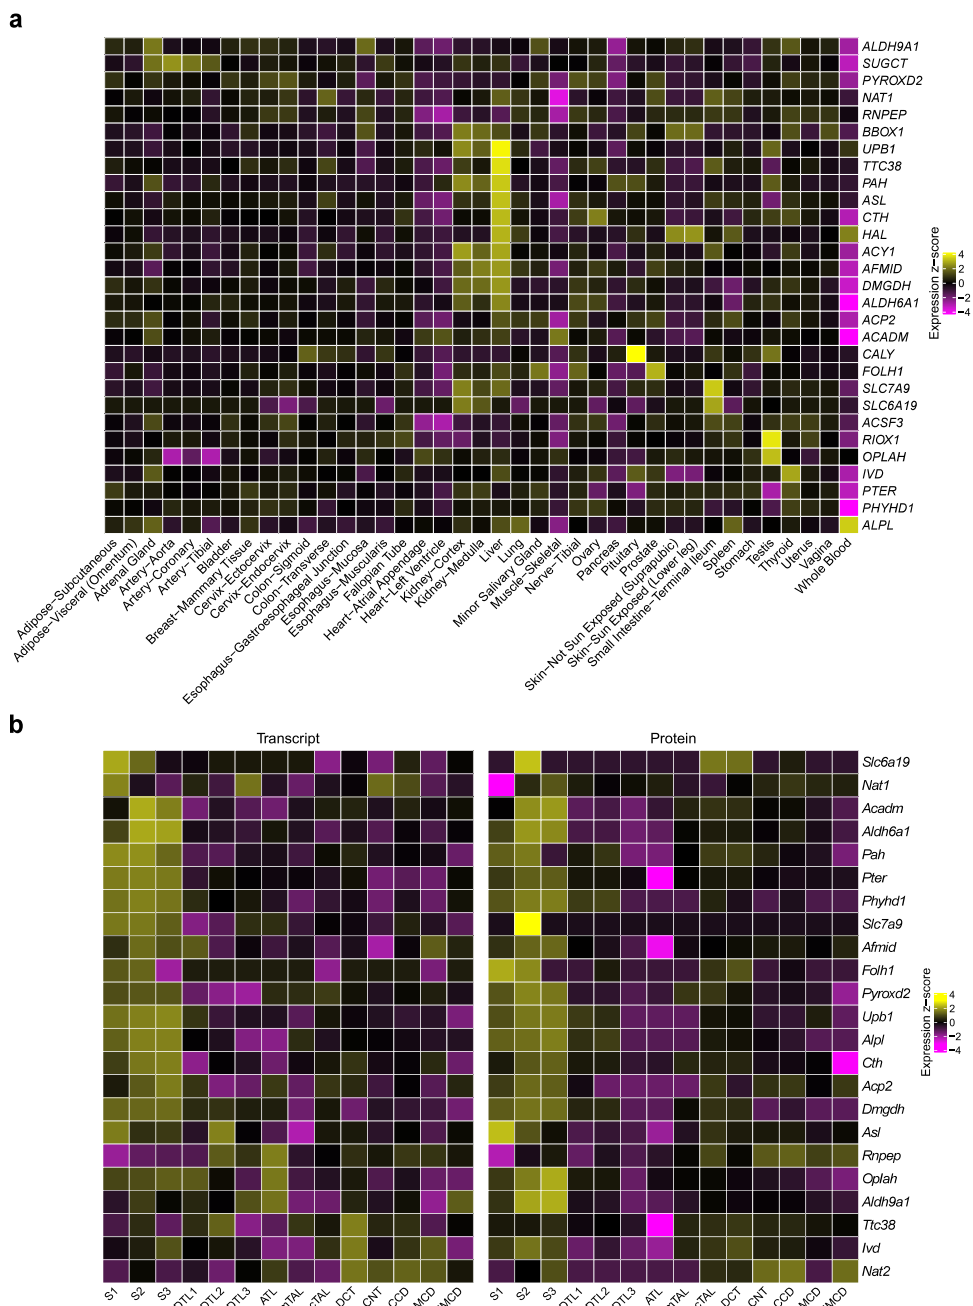 a
ALDH9A1
SUGCT
PYROXD2
NAT1
RNPEP
BBOX1
UPB1
TTC38
PAH
ASL
CTH
HAL
ACY1
AFMID
DMGDH
ALDH6A1
ACP2
ACADM
CALY
FOLH1
SLC7A9
SLC6A19
ACSF3
RIOX1
OPLAH
IVD
PTER
PHYHD1
ALPL
Expression z−score
4
2
0
−2
−4
Adipose−Subcutaneous
Adipose−Visceral (Omentum)
Adrenal Gland
Artery−Aorta
Artery−Coronary
Artery−Tibial
Bladder
Breast−Mammary Tissue
Cervix−Ectocervix
Cervix−Endocervix
Colon−Sigmoid
Colon−Transverse
Esophagus−Gastroesophageal Junction
Esophagus−Mucosa
Esophagus−Muscularis
Fallopian Tube
Heart−Atrial Appendage
Heart−Left Ventricle
Kidney−Cortex
Kidney−Medulla
Liver
Lung
Minor Salivary Gland
Muscle−Skeletal
Nerve−Tibial
Ovary
Pancreas
Pituitary
Prostate
Skin−Not Sun Exposed (Suprapubic)
Skin−Sun Exposed (Lower leg)
Small Intestine−Terminal Ileum
Spleen
Stomach
Testis
Thyroid
Uterus
Vagina
Whole Blood
b
Transcript
Protein
Slc6a19
Nat1
Acadm
Aldh6a1
Pah
Pter
Phyhd1
Slc7a9
Afmid
Folh1
Pyroxd2
Upb1
Alpl
Cth
Acp2
Dmgdh
Asl
Rnpep
Oplah
Aldh9a1
Ttc38
Ivd
Nat2
Expression z−score
4
2
0
−2
−4
S1
S2
S3
DTL1
DTL2
DTL3
ATL
cTAL
DCT
CNT
CCD
S1
S2
S3
DTL1
DTL2
DTL3
ATL
cTAL
DCT
CNT
CCD